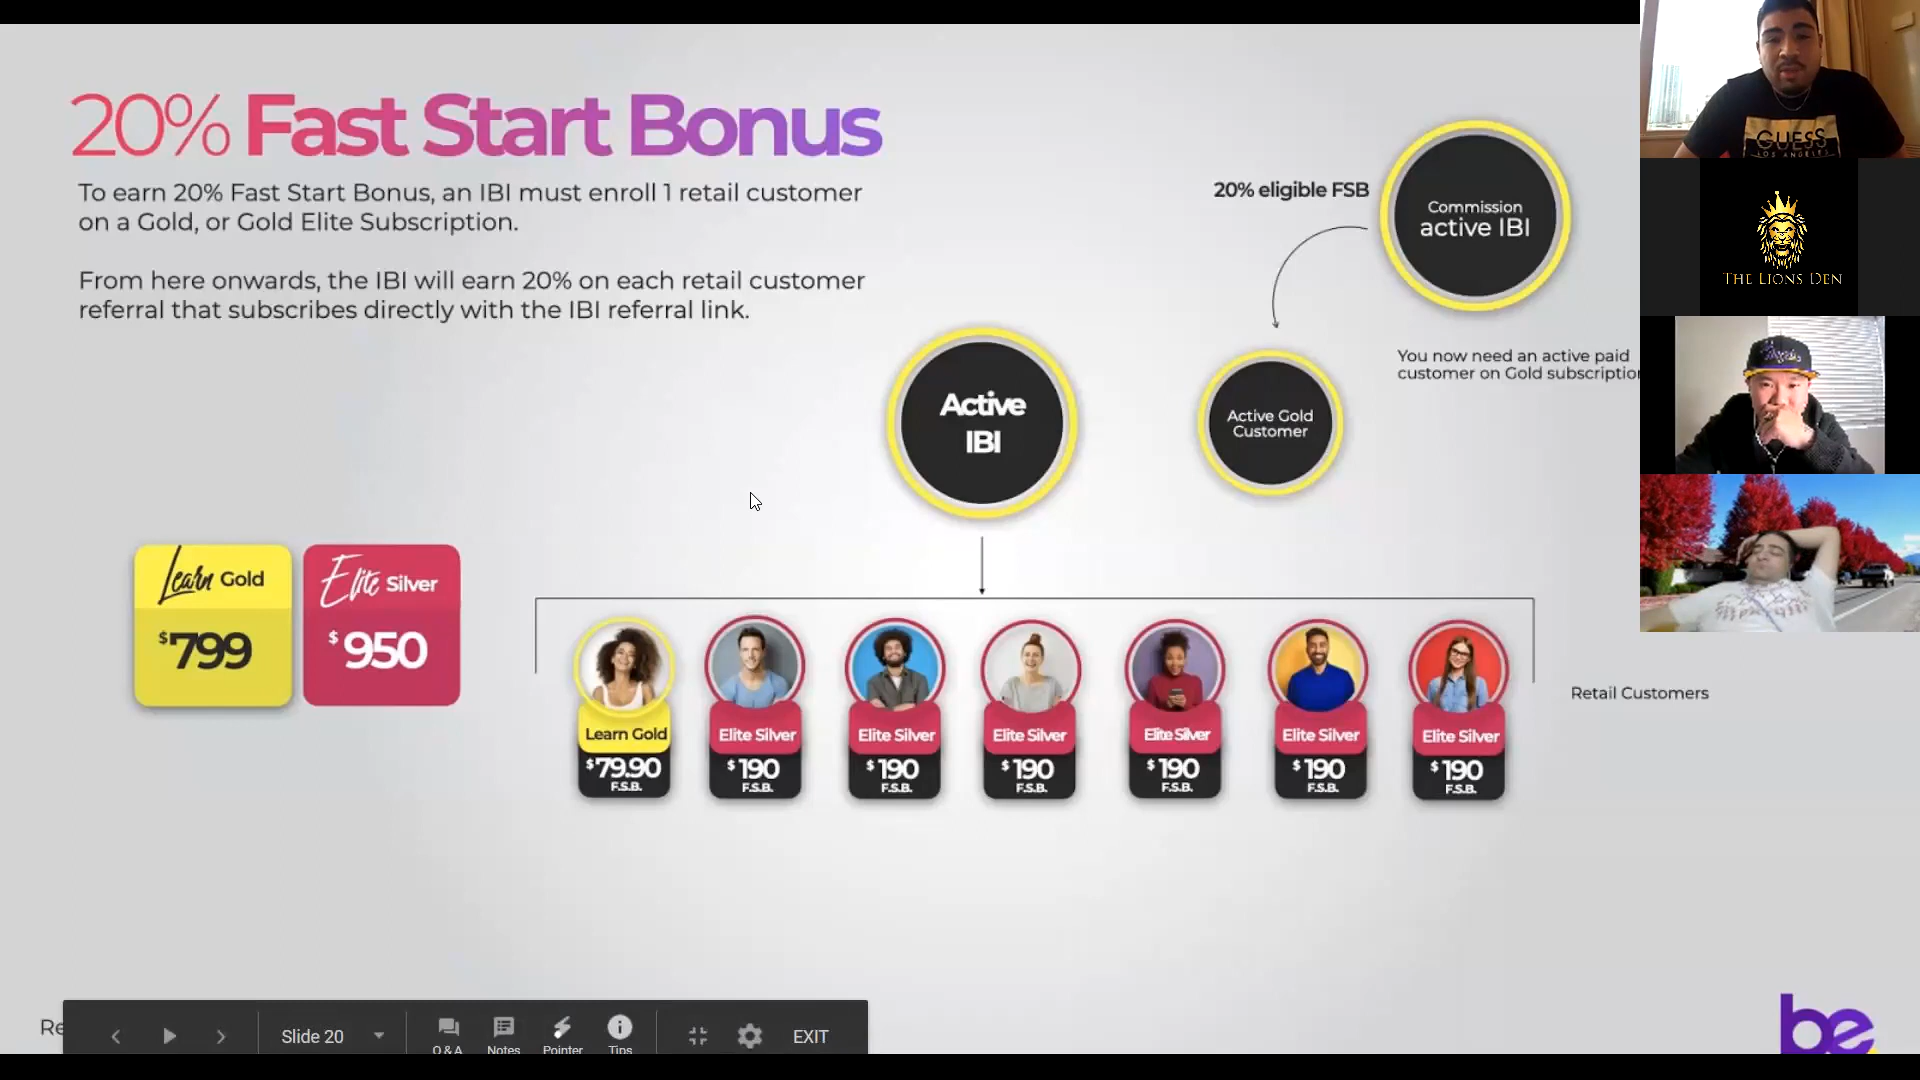 20% Fast Start Bonus
To earn 20% Fast Start Bonus, an IBI must enroll 1 retail customer
on a Gold, or Gold Elite Subscription.
From here onwards, the IBI will earn 20% on each retail customer
referral that subscribes directly with the IBI referral link.
20% eligible FSB
Commission
active IBI
You now need an active paid
customer on Gold subscription
Active
IBI
Active Gold
Customer
Learn Gold
$799
Elite Silver
$950
Learn Gold
$79.90
F.S.B.
Elite Silver
$190
F.S.B.
Elite Silver
$190
F.S.B.
Elite Silver
$190
F.S.B.
Elite Silver
$190
F.S.B.
Elite Silver
$190
F.S.B.
Elite Silver
$190
F.S.B.
Retail Customers
GUESS
LOS ANGELES
THE LIONS DEN
Re
Slide 20
Q & A
Notes
Pointer
Tips
EXIT
be